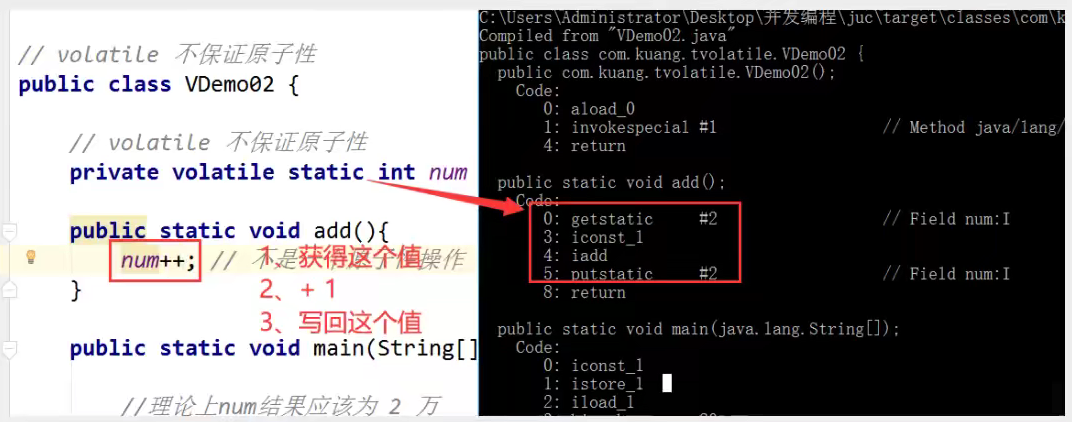 // volatile 不保证原子性
public class VDemo02 {
// volatile 不保证原子性
private volatile static int num
public static void add(){
num++; // 不是 操作
1、获得这个值
}
2、+ 1
3、写回这个值
public static void main(String[]
//理论上num结果应该为 2 万
C:\Users\Administrator\Desktop\并发编程\juc\target\classes\com\k
Compiled from "VDemo02.java"
public class com.kuang.tvolatile.VDemo02 {
public com.kuang.tvolatile.VDemo02();
Code:
0: aload_0
1: invokespecial #1 // Method java/lang/
4: return
public static void add();
Code:
0: getstatic #2 // Field num:I
3: iconst_1
4: iadd
5: putstatic #2 // Field num:I
8: return
public static void main(java.lang.String[]);
Code:
0: iconst_1
1: istore_1
2: iload_1